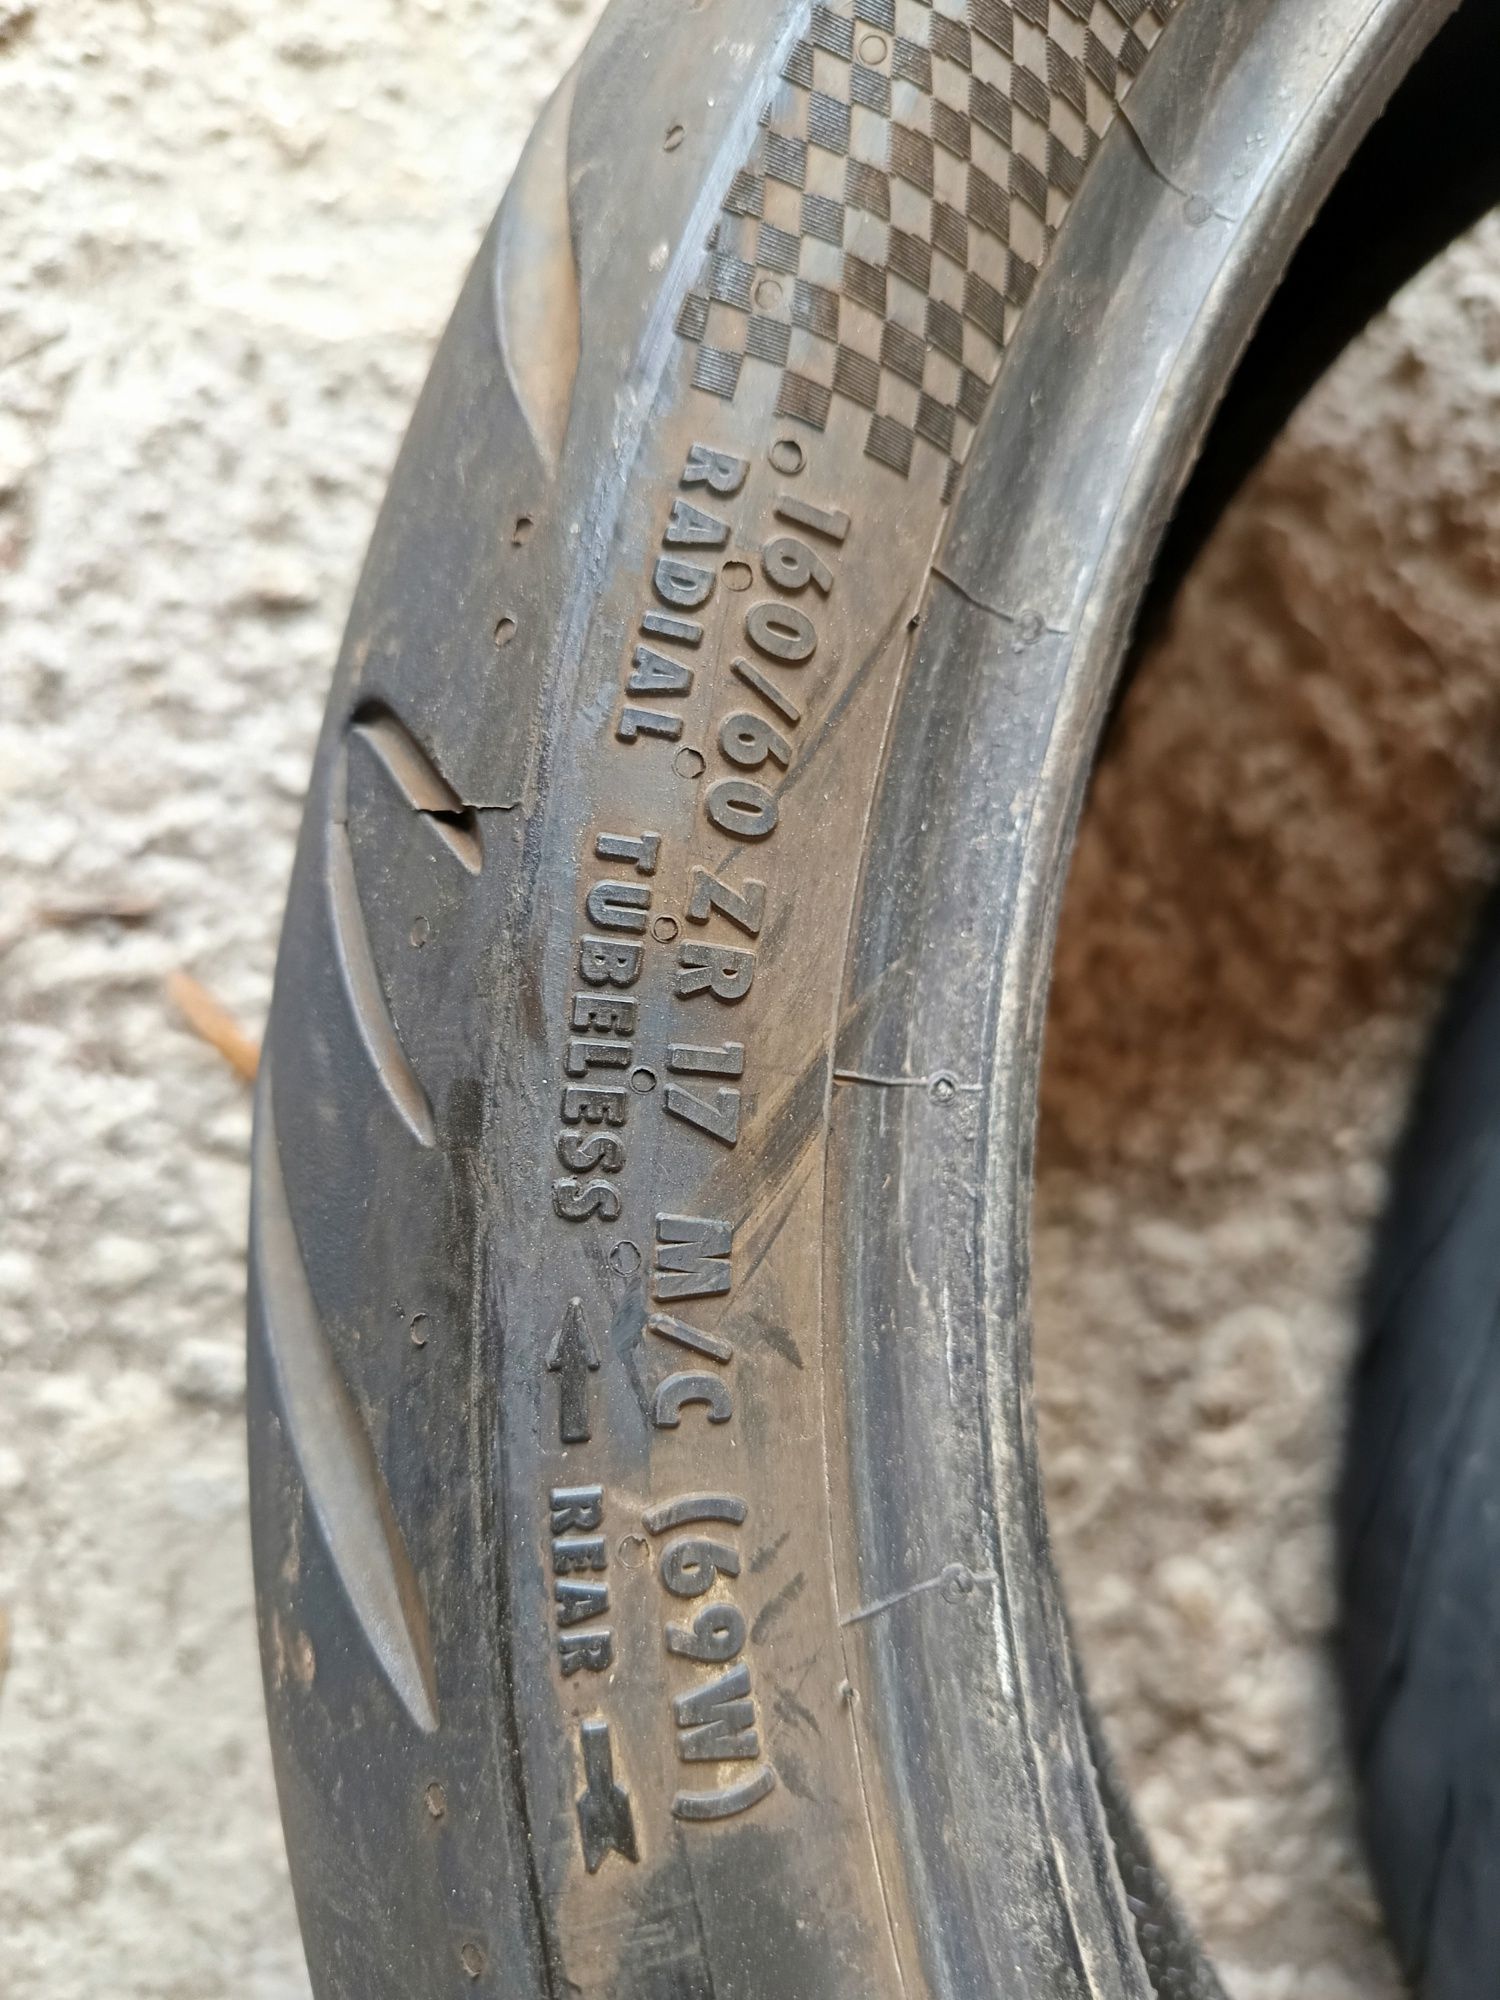 160/60 ZR 17 M/C (69W)
RADIAL TUBELESS REAR